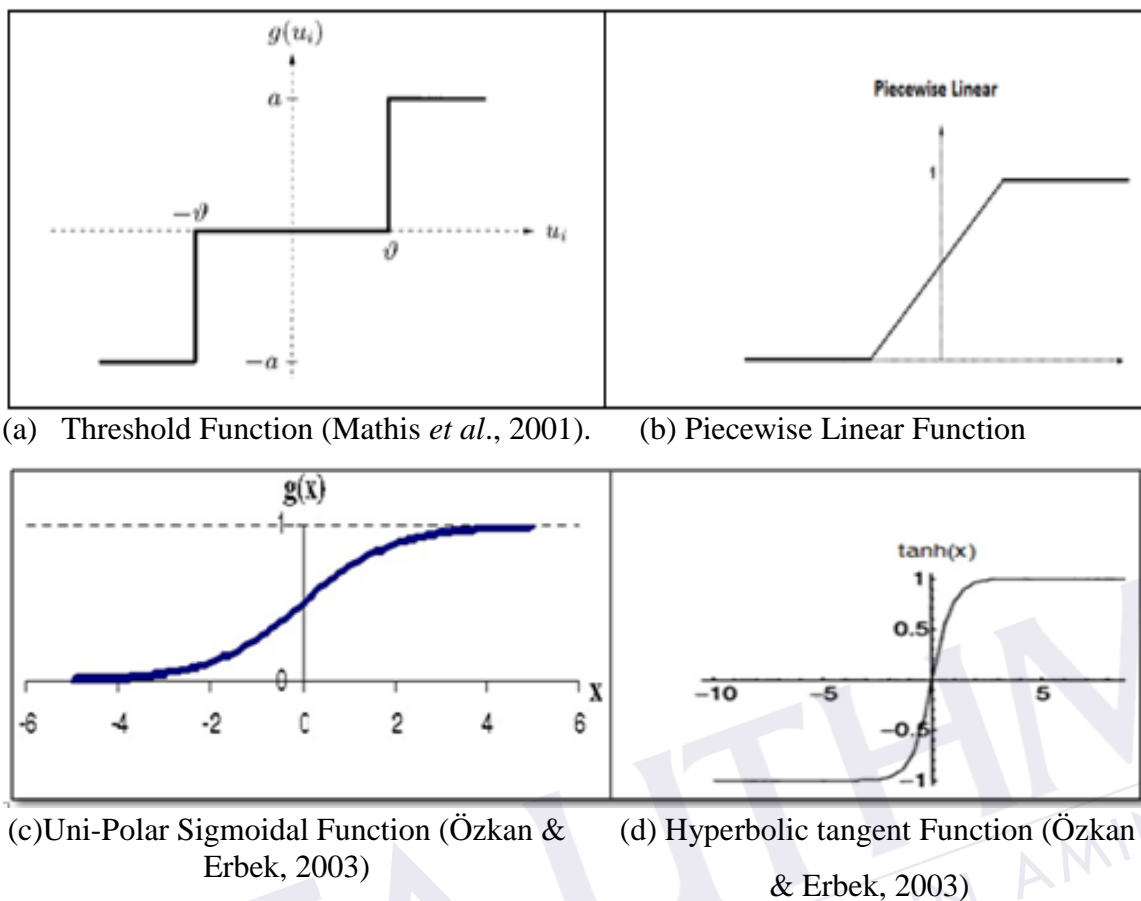 g(u_i)
a
−ϑ
ϑ
u_i
−a
Piecewise Linear
1
(a) Threshold Function (Mathis et al., 2001).
(b) Piecewise Linear Function
g(x)
1
0
x
-6 -4 -2 0 2 4 6
tanh(x)
1
0.5
-10 -5 5
-0.5
-1
(c)Uni-Polar Sigmoidal Function (Özkan &
Erbek, 2003)
(d) Hyperbolic tangent Function (Özkan
& Erbek, 2003)
UTHM
AMI